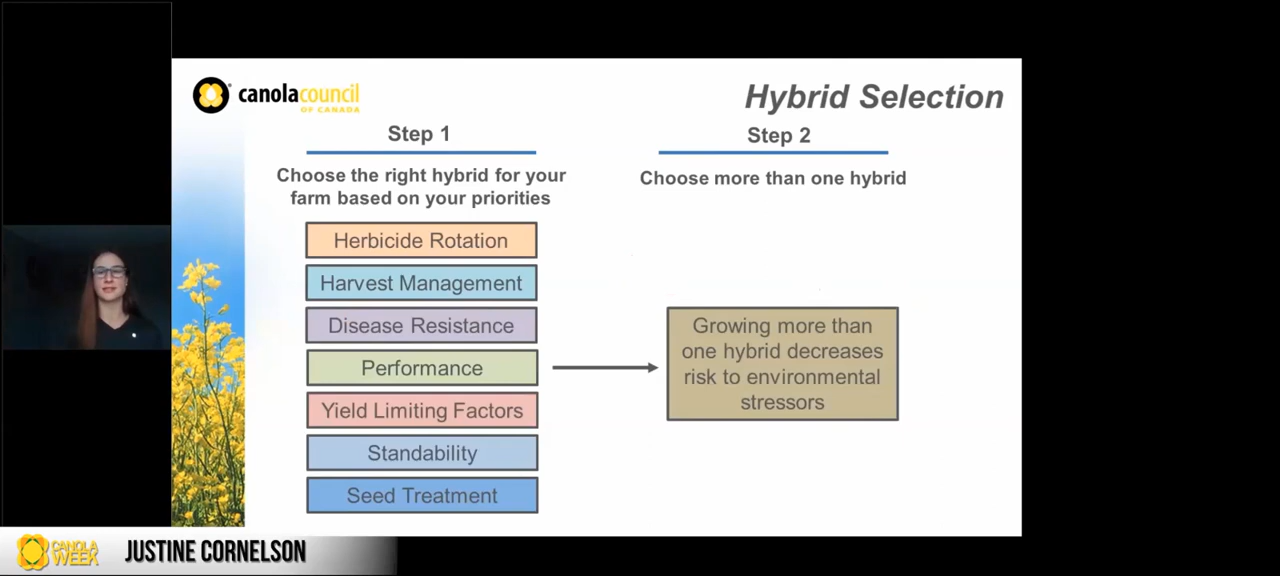 canolacouncil
OF CANADA
Hybrid Selection
Step 1
Choose the right hybrid for your
farm based on your priorities
Herbicide Rotation
Harvest Management
Disease Resistance
Performance
Yield Limiting Factors
Standability
Seed Treatment
Step 2
Choose more than one hybrid
Growing more than
one hybrid decreases
risk to environmental
stressors
CANOLA
WEEK
JUSTINE CORNELSON